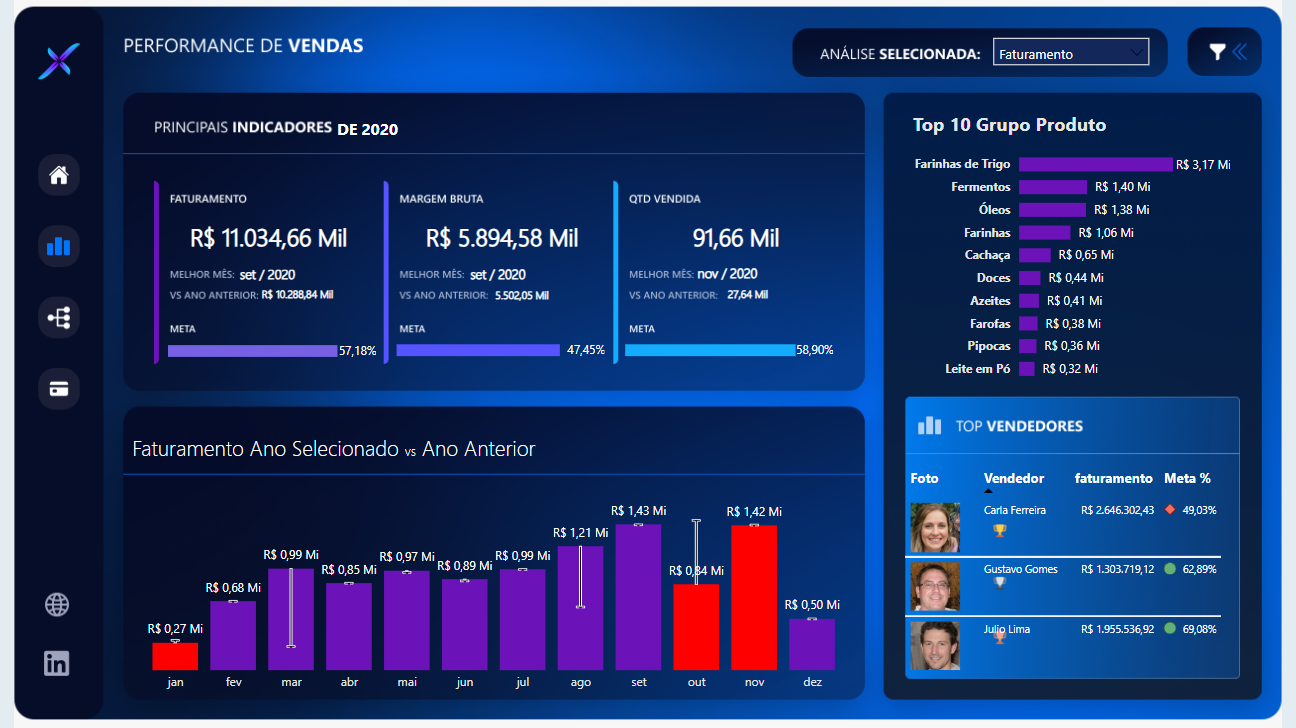 PERFORMANCE DE VENDAS
ANÁLISE SELECIONADA: Faturamento
PRINCIPAIS INDICADORES DE 2020
FATURAMENTO
R$ 11.034,66 Mil
MELHOR MÊS: set / 2020
VS ANO ANTERIOR: R$ 10.288,84 Mil
META
57,18%
MARGEM BRUTA
R$ 5.894,58 Mil
MELHOR MÊS: set / 2020
VS ANO ANTERIOR: 5.502,05 Mil
META
47,45%
QTD VENDIDA
91,66 Mil
MELHOR MÊS: nov / 2020
VS ANO ANTERIOR: 27,64 Mil
META
58,90%
Faturamento Ano Selecionado vs Ano Anterior
R$ 0,27 Mi
R$ 0,68 Mi
R$ 0,99 Mi
R$ 0,85 Mi
R$ 0,97 Mi
R$ 0,89 Mi
R$ 0,99 Mi
R$ 1,21 Mi
R$ 1,43 Mi
R$ 0,84 Mi
R$ 1,42 Mi
R$ 0,50 Mi
jan fev mar abr mai jun jul ago set out nov dez
Top 10 Grupo Produto
Farinhas de Trigo R$ 3,17 Mi
Fermentos R$ 1,40 Mi
Óleos R$ 1,38 Mi
Farinhas R$ 1,06 Mi
Cachaça R$ 0,65 Mi
Doces R$ 0,44 Mi
Azeites R$ 0,41 Mi
Farofas R$ 0,38 Mi
Pipocas R$ 0,36 Mi
Leite em Pó R$ 0,32 Mi
TOP VENDEDORES
Foto Vendedor faturamento Meta %
Carla Ferreira R$ 2.646.302,43 49,03%
Gustavo Gomes R$ 1.303.719,12 62,89%
Julio Lima R$ 1.955.536,92 69,08%
in